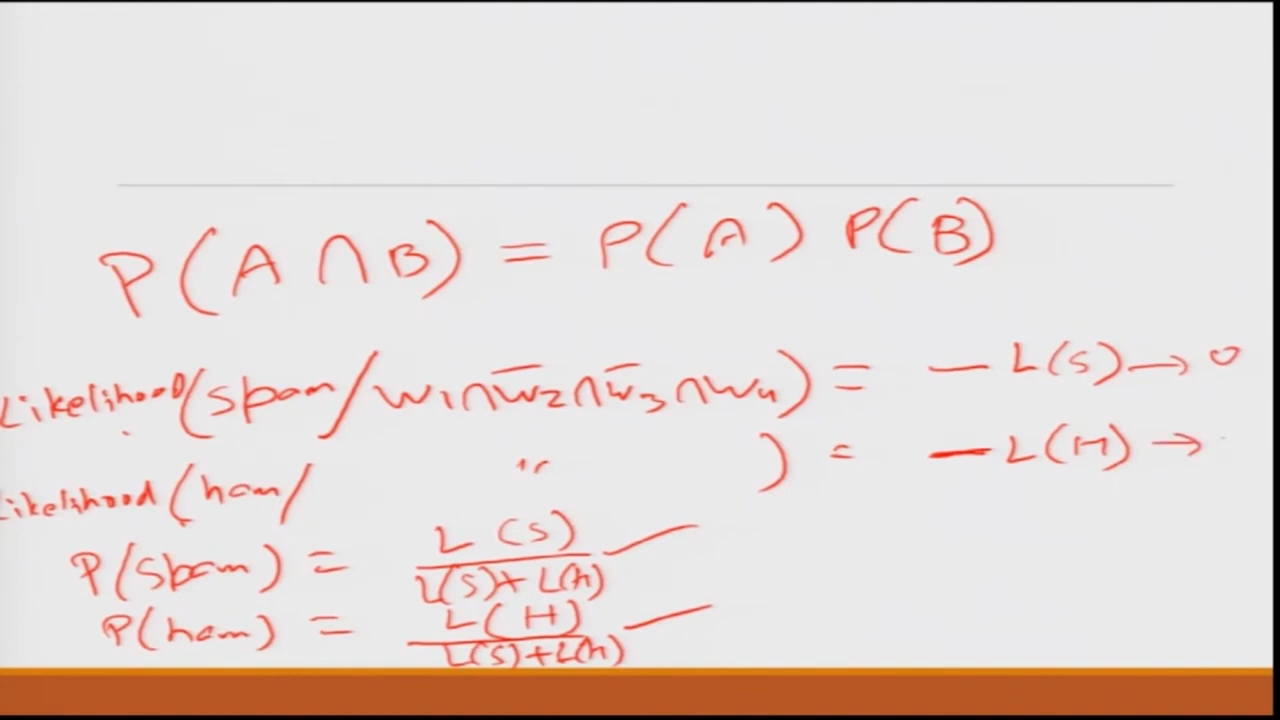 P(A ∩ B) = P(A) P(B)
Likelihood(spam/w1∩w̅2∩w̅3∩w4) = — L(S) → 0
Likelihood(ham/ " ) = — L(H) →
P(spam) = L(S) / L(S)+L(H) ✓
P(ham) = L(H) / L(S)+L(H) ✓